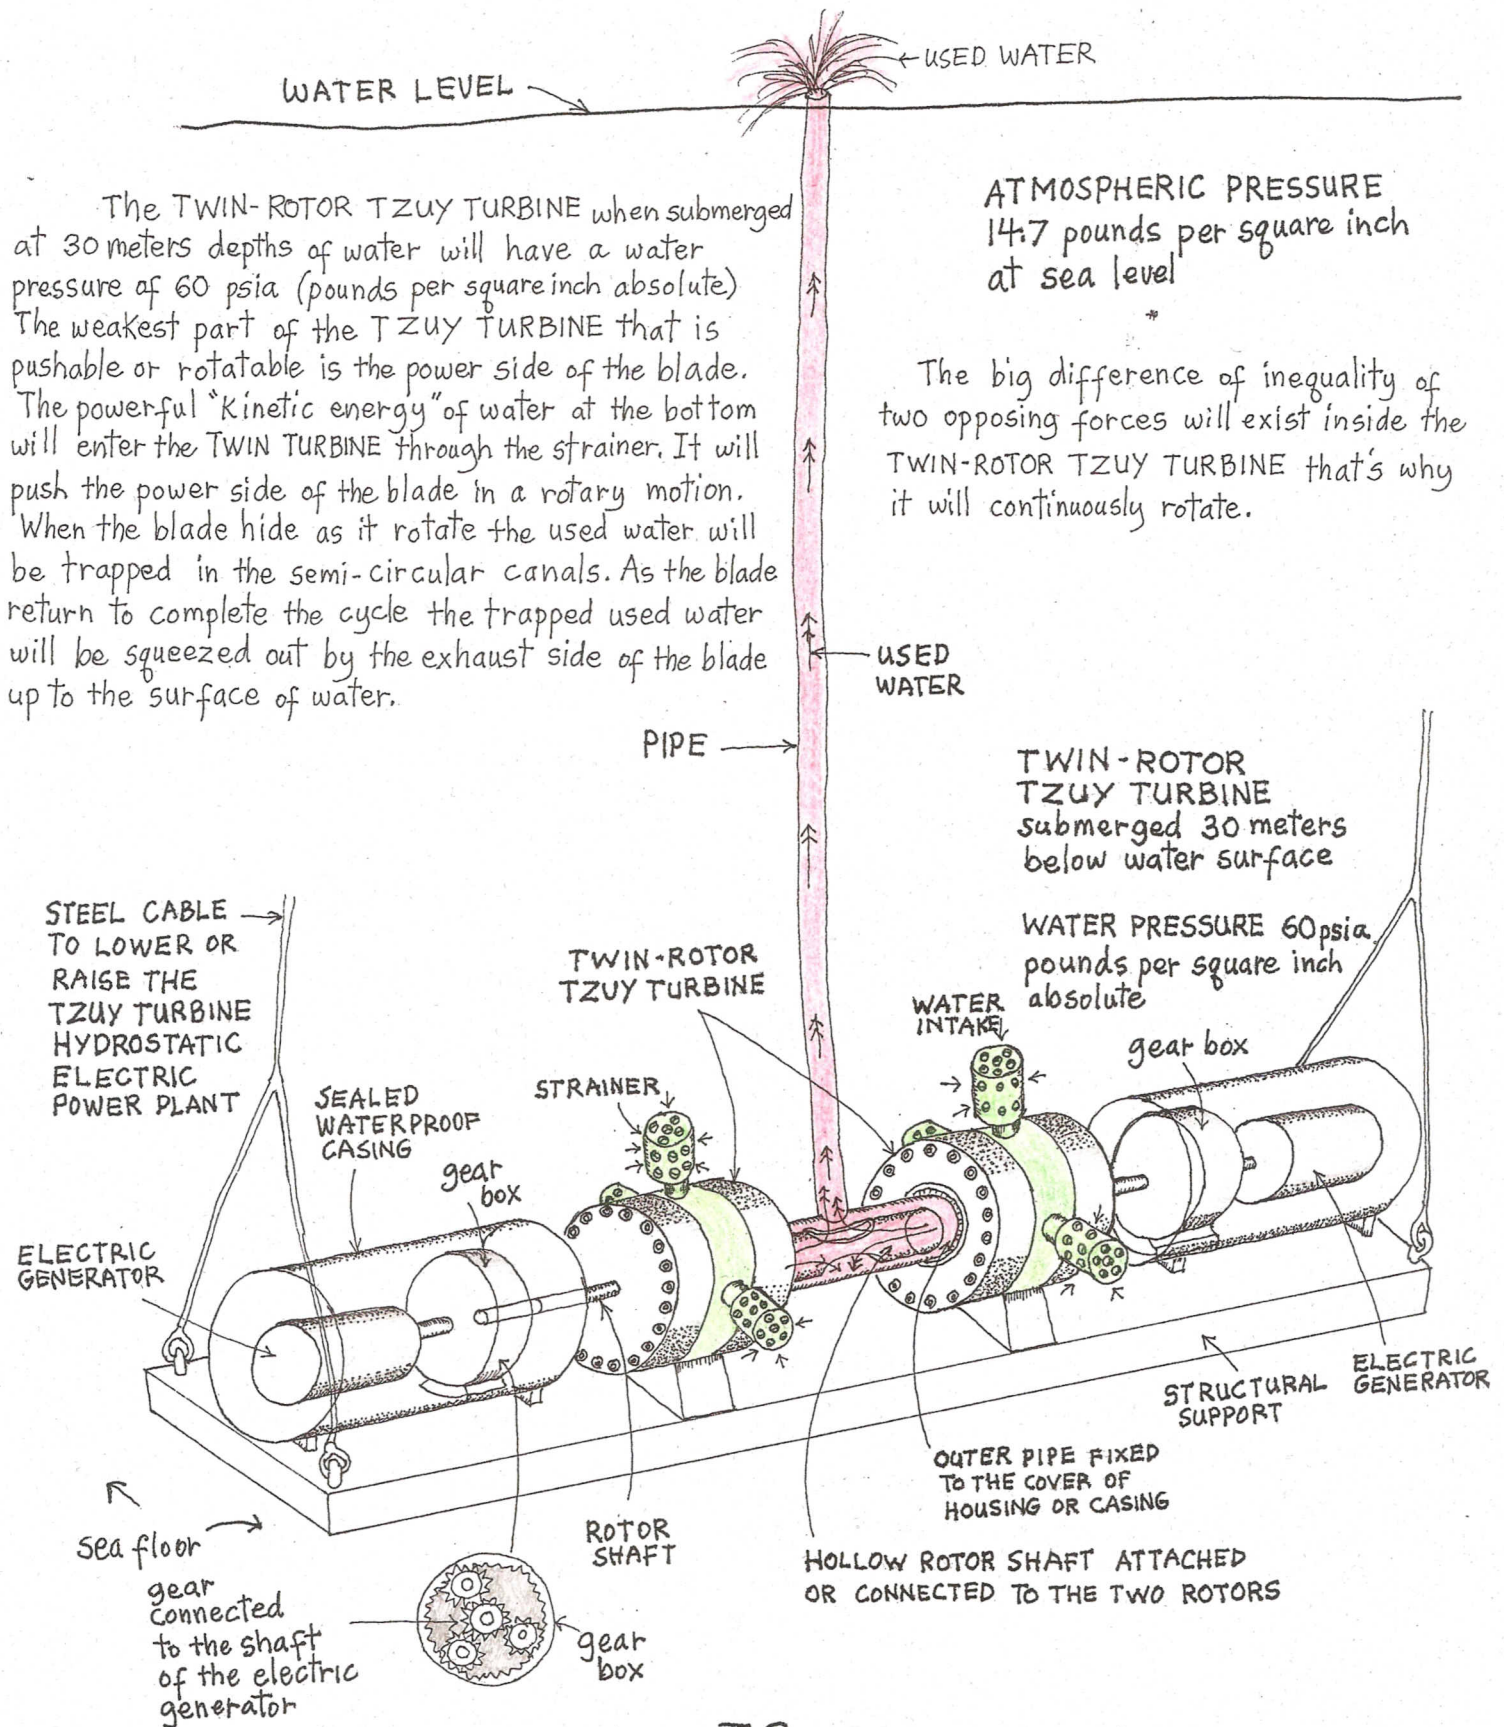 USED WATER
WATER LEVEL
The TWIN-ROTOR TZUY TURBINE when submerged
at 30 meters depths of water will have a water
pressure of 60 psia (pounds per square inch absolute)
The weakest part of the TZUY TURBINE that is
pushable or rotatable is the power side of the blade.
The powerful "Kinetic energy" of water at the bottom
will enter the TWIN TURBINE through the strainer. It will
push the power side of the blade in a rotary motion.
When the blade hide as it rotate the used water will
be trapped in the semi-circular canals. As the blade
return to complete the cycle the trapped used water
will be squeezed out by the exhaust side of the blade
up to the surface of water.
ATMOSPHERIC PRESSURE
14.7 pounds per square inch
at sea level
*
The big difference of inequality of
two opposing forces will exist inside the
TWIN-ROTOR TZUY TURBINE that's why
it will continuously rotate.
USED
WATER
PIPE
TWIN-ROTOR
TZUY TURBINE
submerged 30 meters
below water surface
WATER PRESSURE 60 psia
pounds per square inch
absolute
STEEL CABLE
TO LOWER OR
RAISE THE
TZUY TURBINE
HYDROSTATIC
ELECTRIC
POWER PLANT
TWIN-ROTOR
TZUY TURBINE
WATER
INTAKE
gear box
STRAINER
SEALED
WATERPROOF
CASING
gear
box
ELECTRIC
GENERATOR
ELECTRIC
GENERATOR
STRUCTURAL
SUPPORT
OUTER PIPE FIXED
TO THE COVER OF
HOUSING OR CASING
ROTOR
SHAFT
HOLLOW ROTOR SHAFT ATTACHED
OR CONNECTED TO THE TWO ROTORS
sea floor
gear
connected
to the shaft
of the electric
generator
gear
box